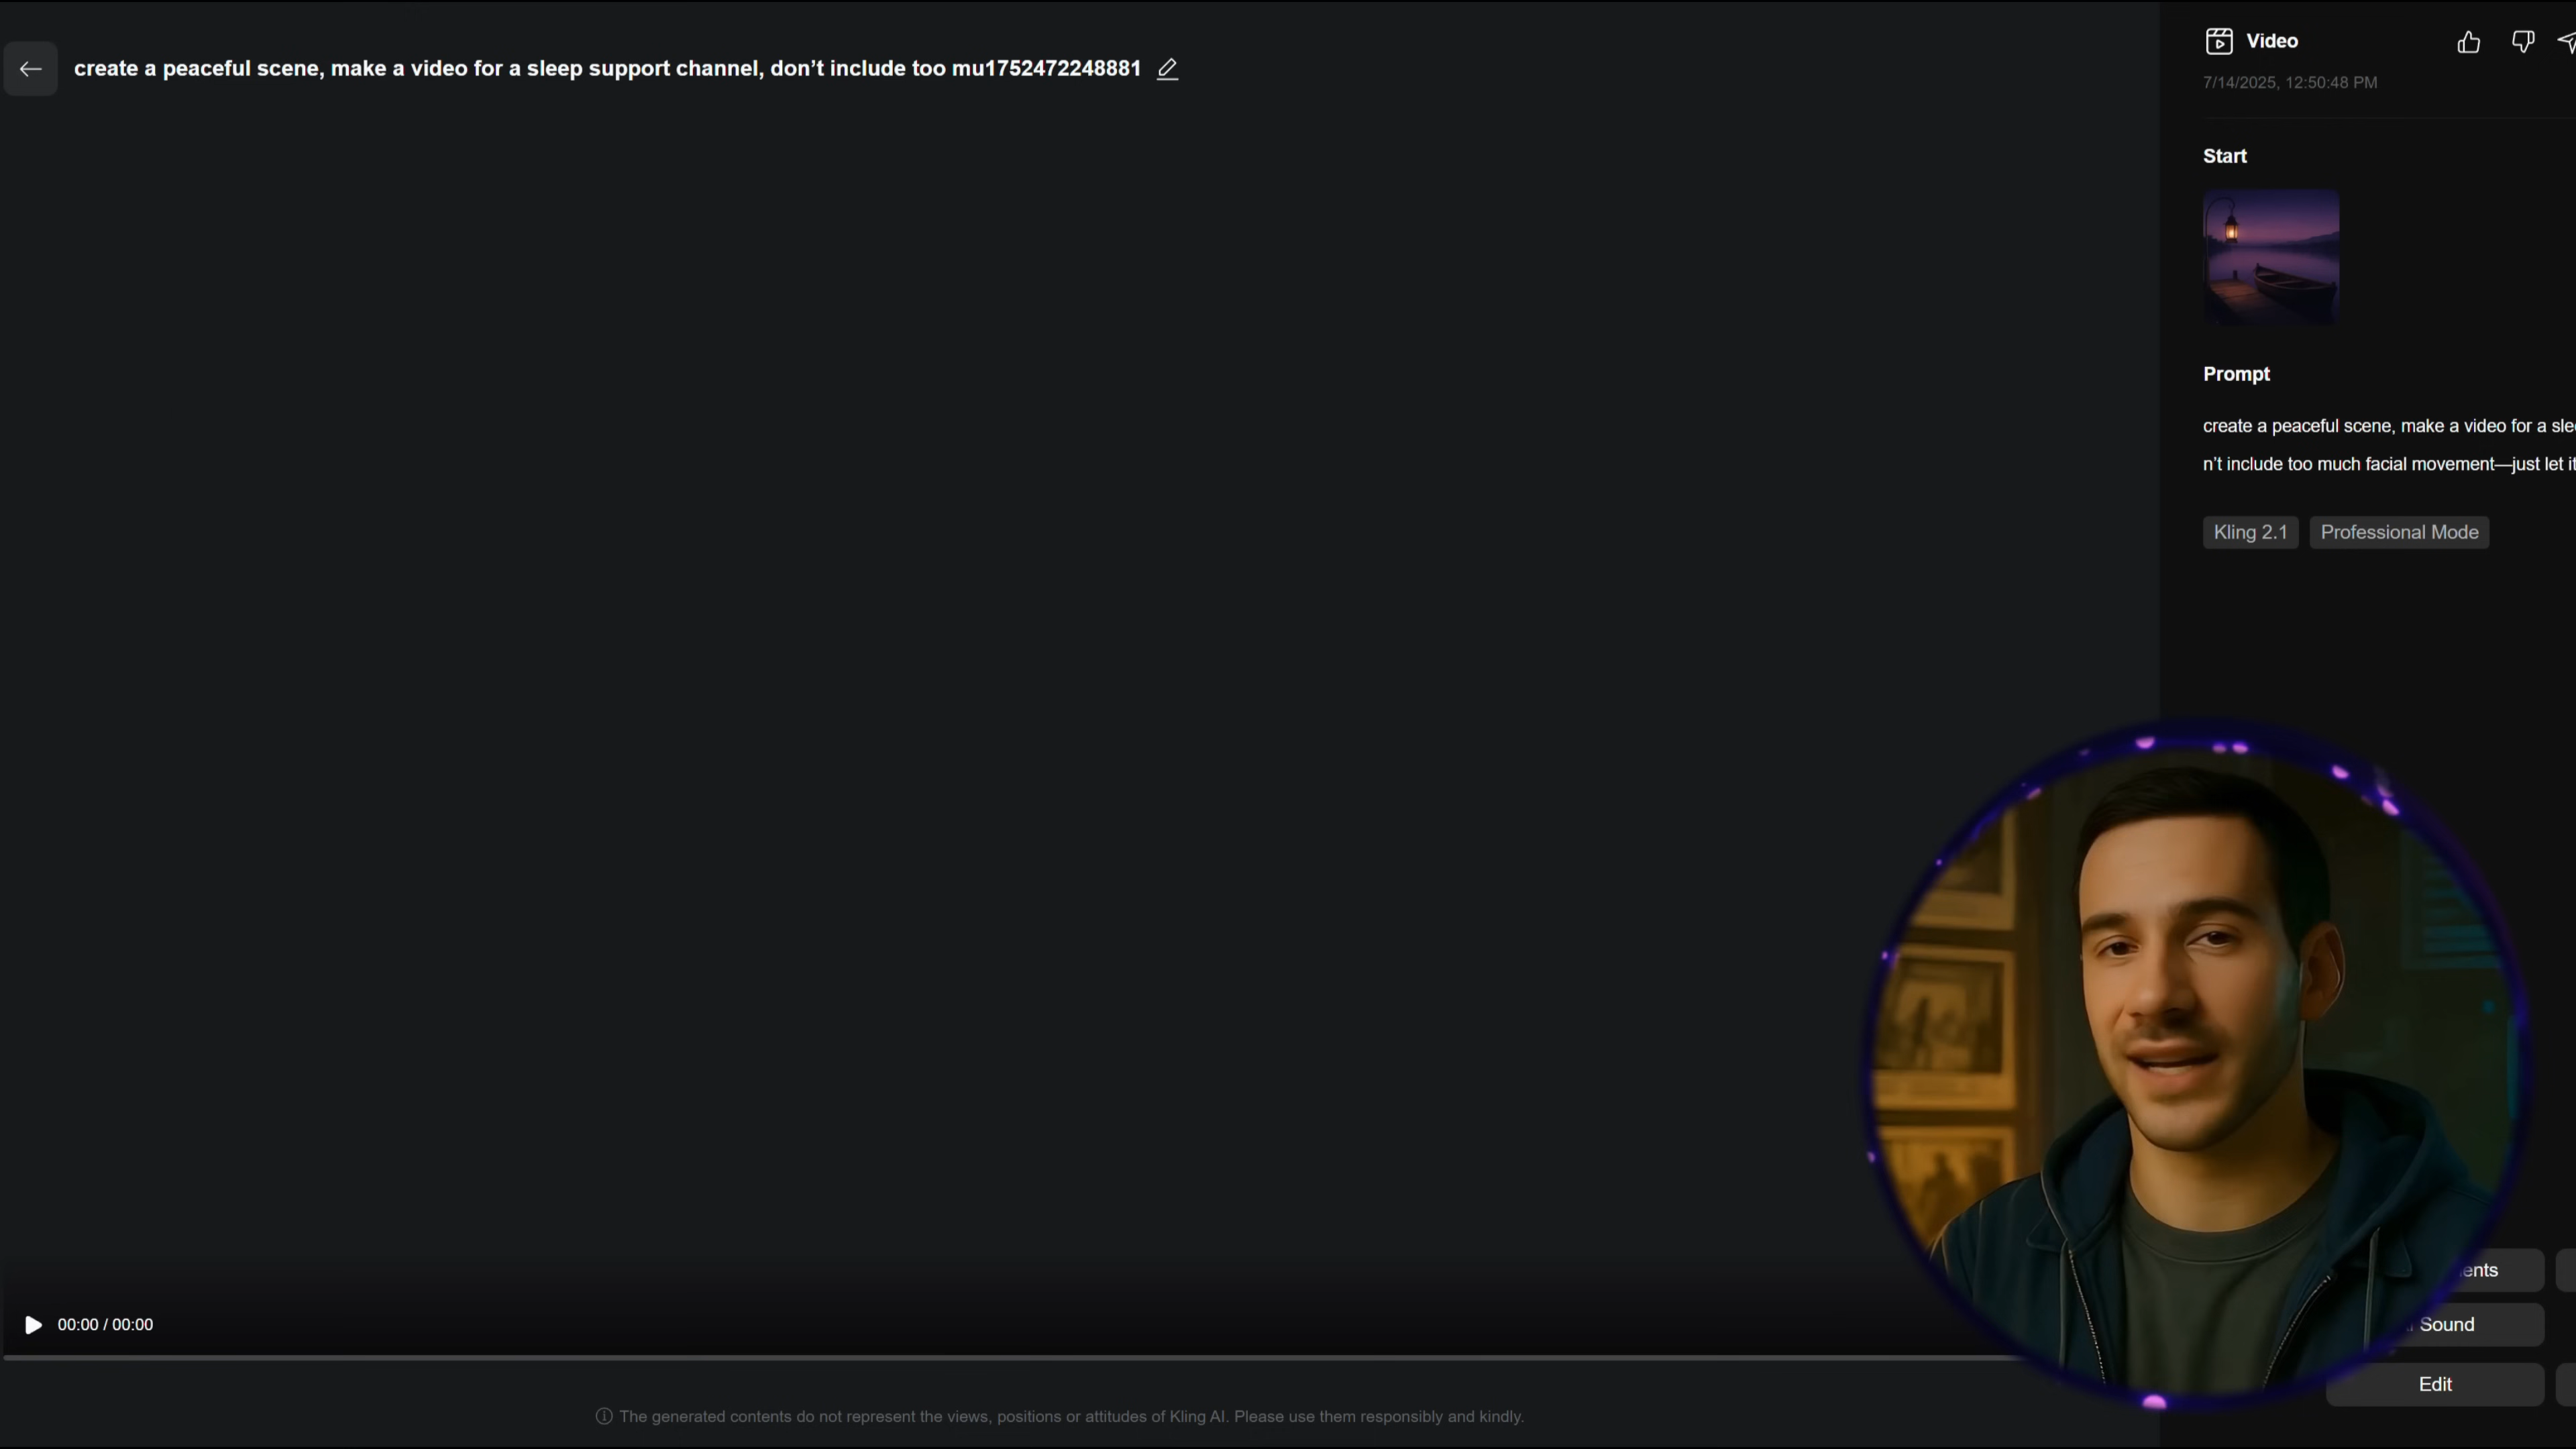 create a peaceful scene, make a video for a sleep support channel, don’t include too mu1752472248881
Video
7/14/2025, 12:50:48 PM
Start
Prompt
create a peaceful scene, make a video for a
n’t include too much facial movement—just let
Kling 2.1
Professional Mode
Sound
Edit
00:00 / 00:00
The generated contents do not represent the views, positions or attitudes of Kling AI. Please use them responsibly and kindly.